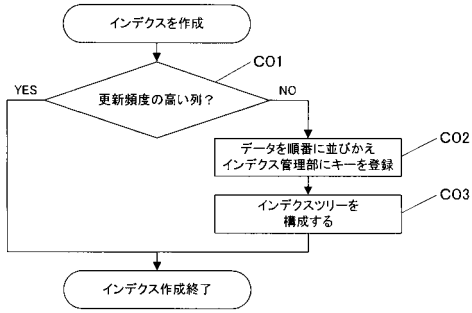 インデクスを作成
CO1
更新頻度の高い列?
YES
NO
データを順番に並びかえ
インデクス管理部にキーを登録
CO2
インデクスツリーを
構成する
CO3
インデクス作成終了